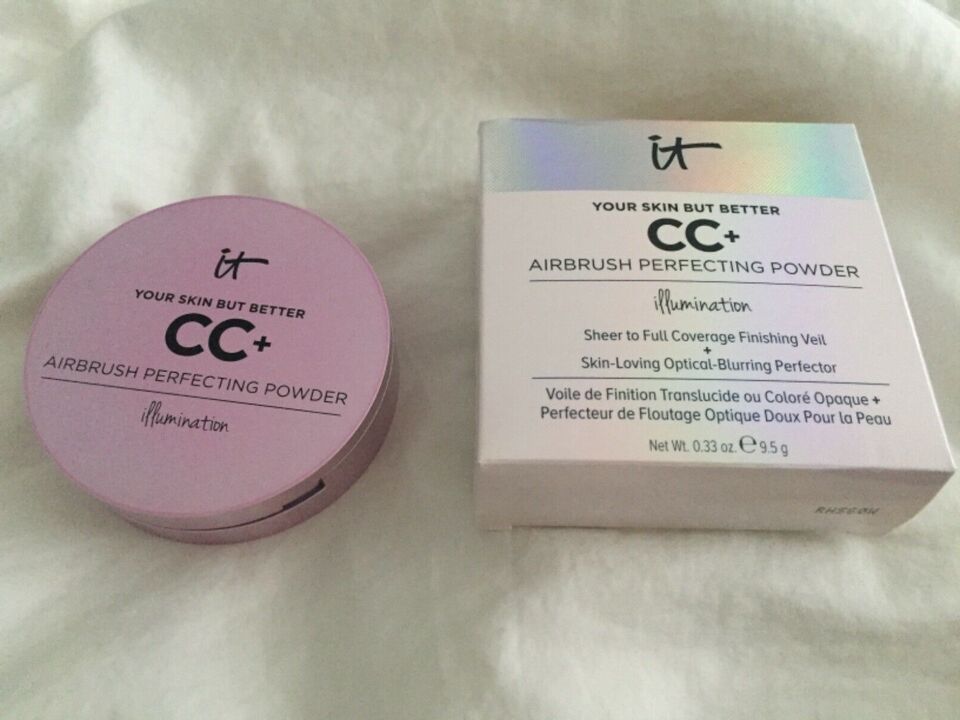 it
YOUR SKIN BUT BETTER
CC+
AIRBRUSH PERFECTING POWDER
illumination
it
YOUR SKIN BUT BETTER
CC+
AIRBRUSH PERFECTING POWDER
illumination
Sheer to Full Coverage Finishing Veil
+
Skin-Loving Optical-Blurring Perfector
Voile de Finition Translucide ou Coloré Opaque +
Perfecteur de Floutage Optique Doux Pour la Peau
Net Wt. 0.33 oz. ℮ 9.5 g